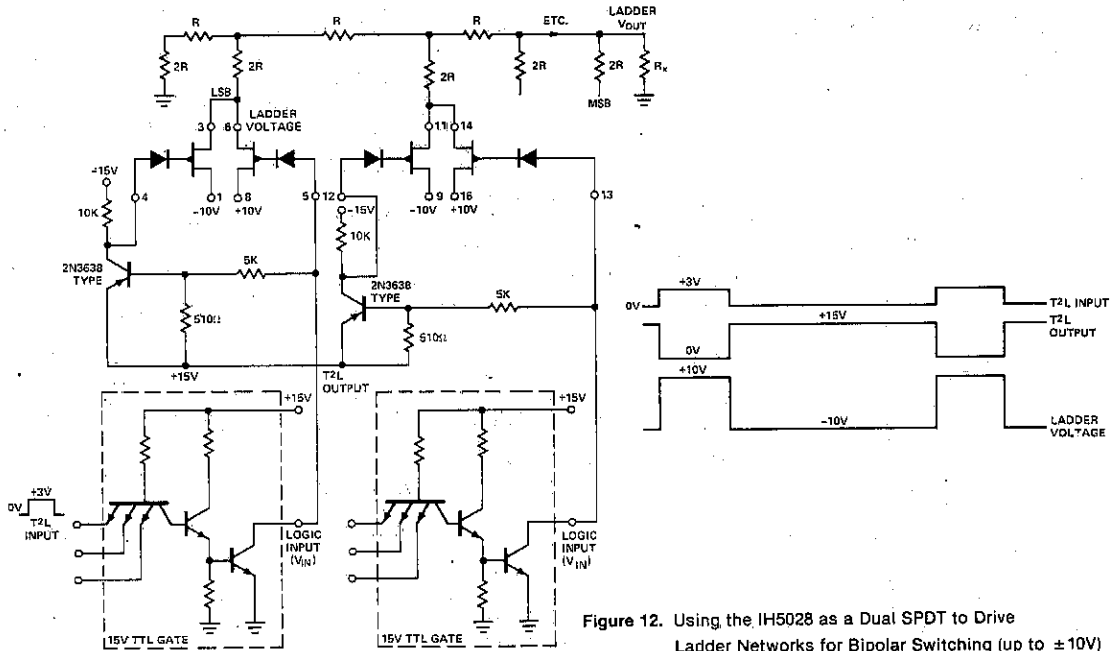 LADDER
VOUT
R
R
R
ETC.
2R
2R
2R
2R
2R
Rx
LSB
MSB
LADDER
VOLTAGE
3
6
11
14
-15V
4
1
8
5
12
9
16
13
-10V
+10V
-15V
-10V
+10V
10K
10K
2N3638
TYPE
5K
2N3638
TYPE
5K
510Ω
510Ω
+15V
T²L
OUTPUT
+15V
+15V
0V
+3V
T²L
INPUT
LOGIC
INPUT
(VIN)
LOGIC
INPUT
(VIN)
15V TTL GATE
15V TTL GATE
+3V
0V
T²L INPUT
+15V
T²L
OUTPUT
0V
+10V
-10V
LADDER
VOLTAGE
Figure 12. Using the IH5028 as a Dual SPDT to Drive
Ladder Networks for Bipolar Switching (up to ±10V)